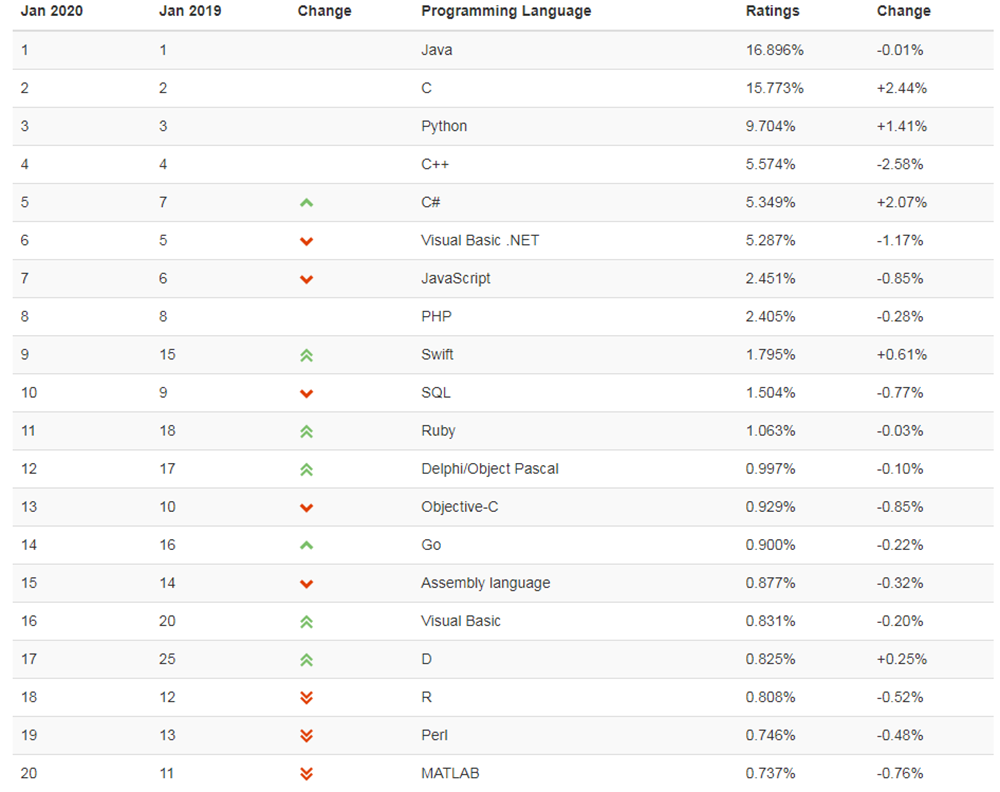 Jan 2020 Jan 2019 Change Programming Language Ratings Change
1 1 Java 16.896% -0.01%
2 2 C 15.773% +2.44%
3 3 Python 9.704% +1.41%
4 4 C++ 5.574% -2.58%
5 7 C# 5.349% +2.07%
6 5 Visual Basic .NET 5.287% -1.17%
7 6 JavaScript 2.451% -0.85%
8 8 PHP 2.405% -0.28%
9 15 Swift 1.795% +0.61%
10 9 SQL 1.504% -0.77%
11 18 Ruby 1.063% -0.03%
12 17 Delphi/Object Pascal 0.997% -0.10%
13 10 Objective-C 0.929% -0.85%
14 16 Go 0.900% -0.22%
15 14 Assembly language 0.877% -0.32%
16 20 Visual Basic 0.831% -0.20%
17 25 D 0.825% +0.25%
18 12 R 0.808% -0.52%
19 13 Perl 0.746% -0.48%
20 11 MATLAB 0.737% -0.76%